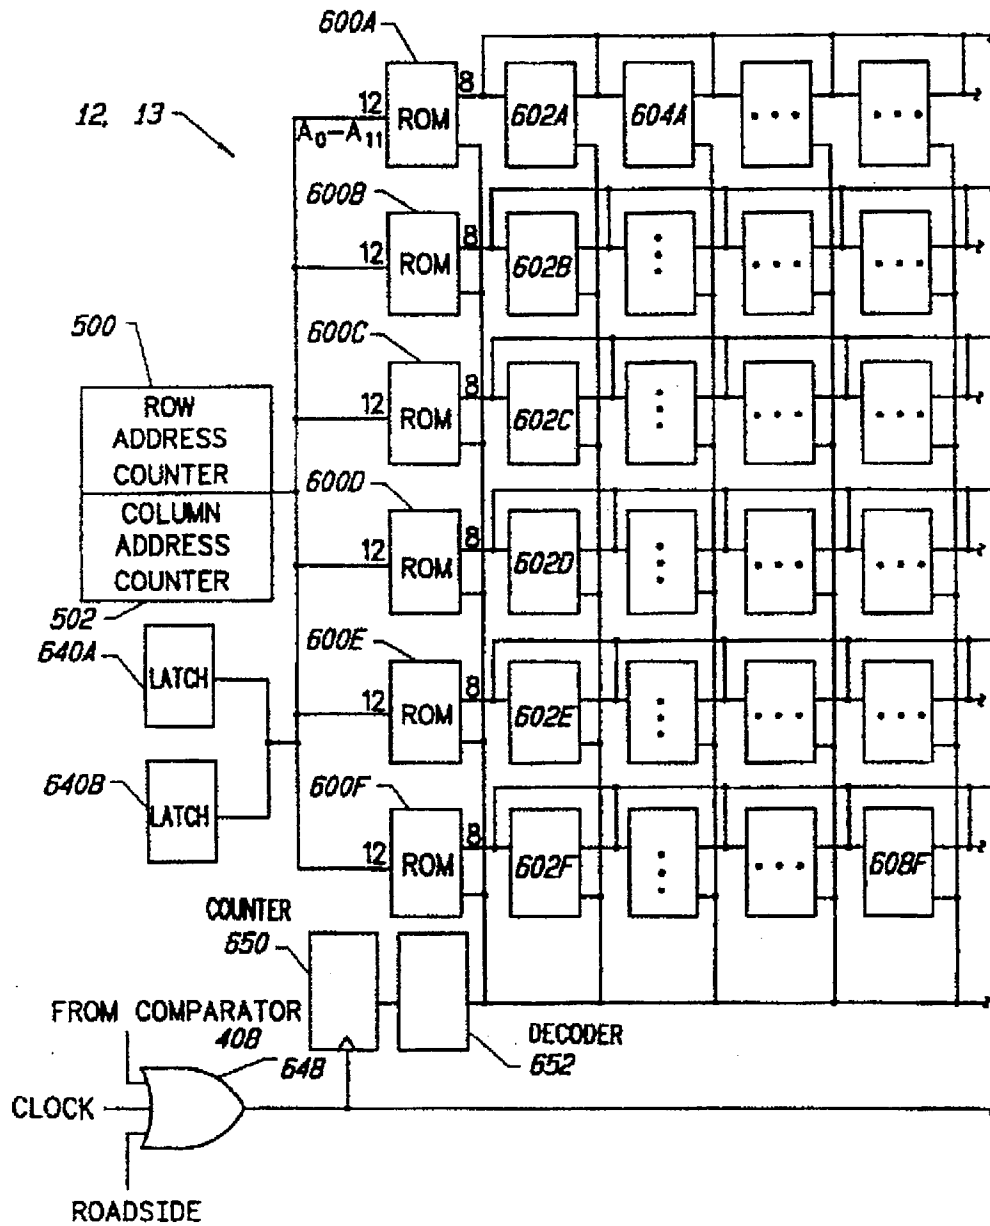 600A
12, 13
12
A0-A11
ROM
8
602A
604A
• • •
• • •
600B
12
ROM
8
602B
• • •
• • •
• • •
500
ROW
ADDRESS
COUNTER
COLUMN
ADDRESS
COUNTER
502
600C
12
ROM
8
602C
• • •
• • •
• • •
600D
12
ROM
8
602D
• • •
• • •
• • •
640A
LATCH
600E
12
ROM
8
602E
• • •
• • •
• • •
640B
LATCH
600F
12
ROM
8
602F
• • •
• • •
608F
COUNTER
650
DECODER
652
FROM COMPARATOR
408
648
CLOCK
ROADSIDE